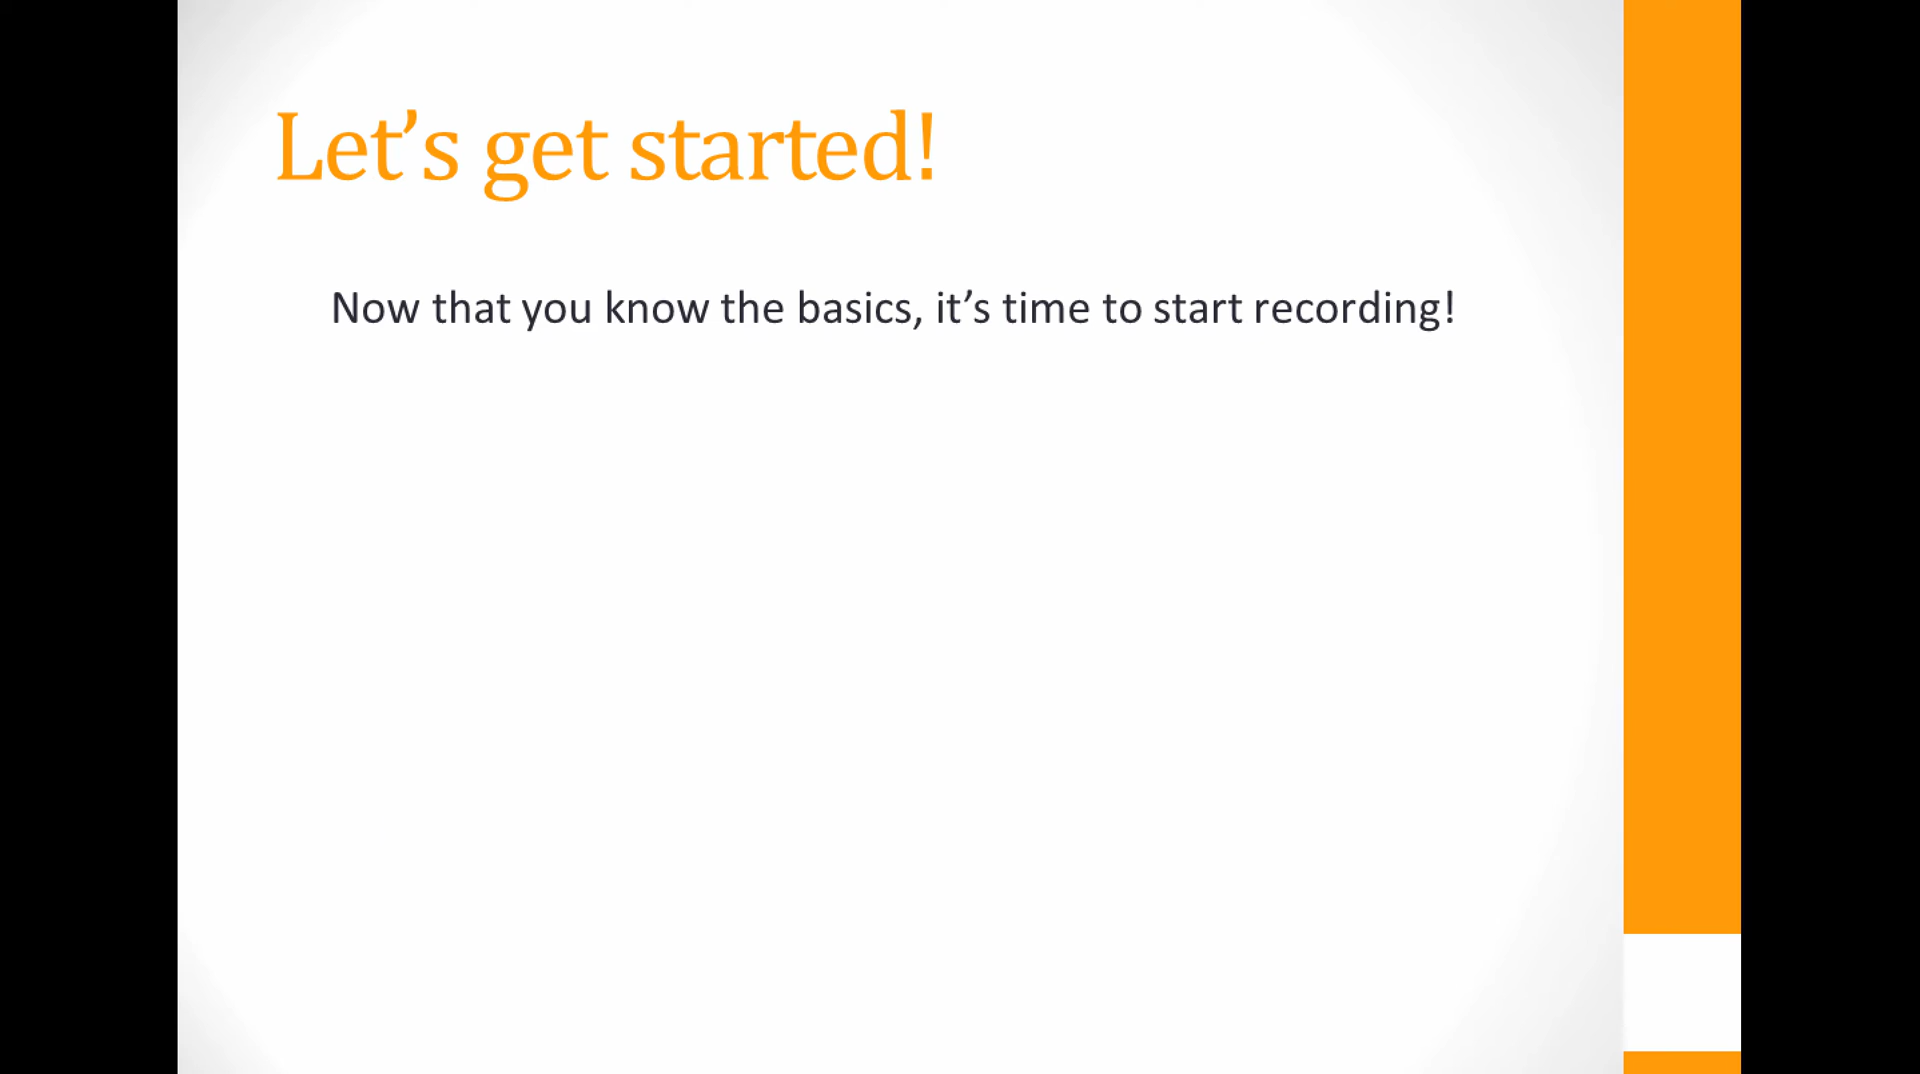 Let’s get started!
Now that you know the basics, it’s time to start recording!